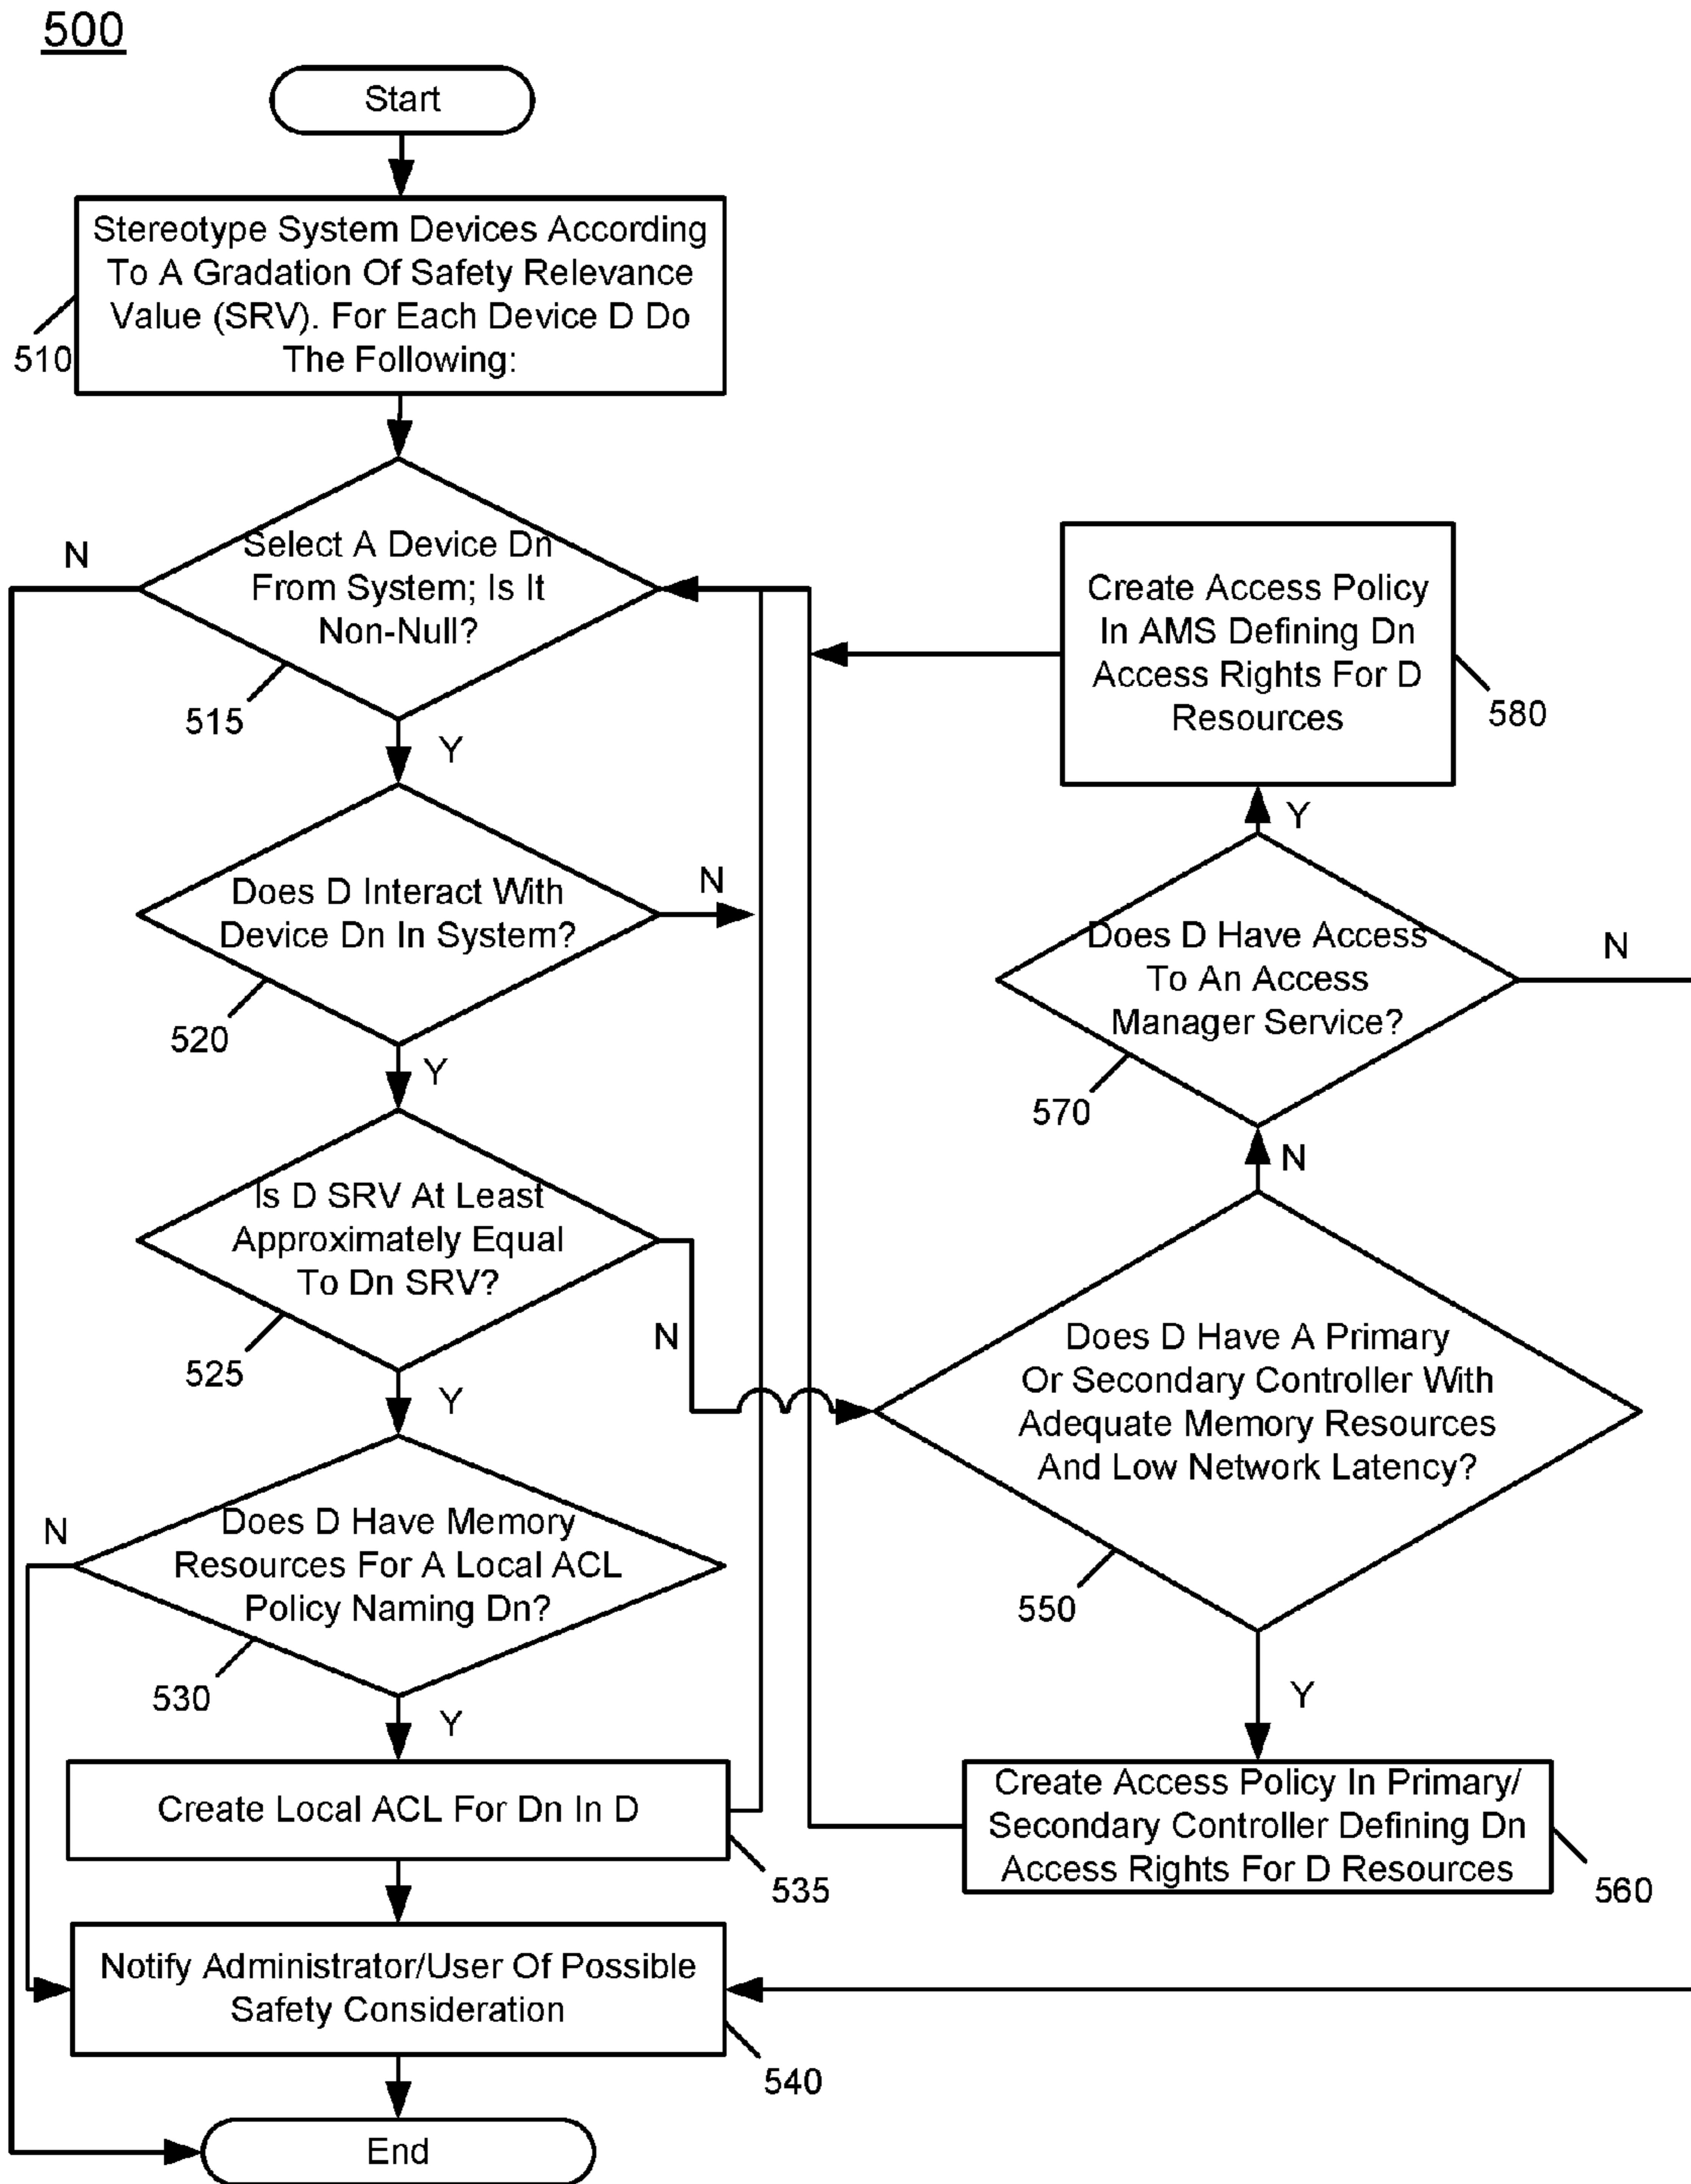 500
Start
Stereotype System Devices According
To A Gradation Of Safety Relevance
Value (SRV). For Each Device D Do
The Following:
510
N
Select A Device Dn
From System; Is It
Non-Null?
515
Y
Does D Interact With
Device Dn In System?
N
520
Y
Is D SRV At Least
Approximately Equal
To Dn SRV?
525
N
Y
Does D Have Memory
Resources For A Local ACL
Policy Naming Dn?
N
530
Y
Create Local ACL For Dn In D
535
Notify Administrator/User Of Possible
Safety Consideration
540
End
Create Access Policy
In AMS Defining Dn
Access Rights For D
Resources
580
Y
Does D Have Access
To An Access
Manager Service?
N
570
N
Does D Have A Primary
Or Secondary Controller With
Adequate Memory Resources
And Low Network Latency?
550
Y
Create Access Policy In Primary/
Secondary Controller Defining Dn
Access Rights For D Resources
560